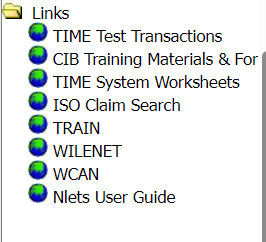 Links
TIME Test Transactions
CIB Training Materials & For
TIME System Worksheets
ISO Claim Search
TRAIN
WILENET
WCAN
Nlets User Guide